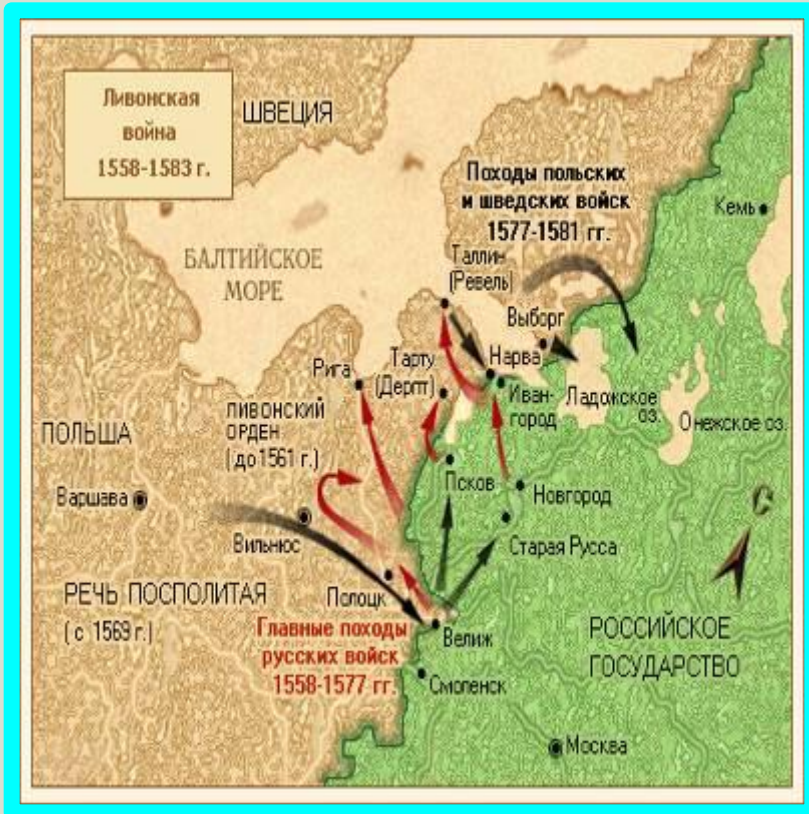 Ливонская
война
1558-1583 г.
ШВЕЦИЯ
Походы польских
и шведских войск
1577-1581 гг.
Кемь
БАЛТИЙСКОЕ
МОРЕ
Таллин
(Ревель)
Выборг
Нарва
Рига
Тарту
(Дерпт)
Иван-
город
Ладожское
оз.
Онежское оз.
ЛИВОНСКИЙ
ОРДЕН
(до 1561 г.)
ПОЛЬША
Варшава
Псков
Новгород
С
Вильнюс
Старая Русса
РЕЧЬ ПОСПОЛИТАЯ
(с 1569 г.)
Полоцк
Главные походы
русских войск
1558-1577 гг.
Велиж
РОССИЙСКОЕ
ГОСУДАРСТВО
Смоленск
Москва